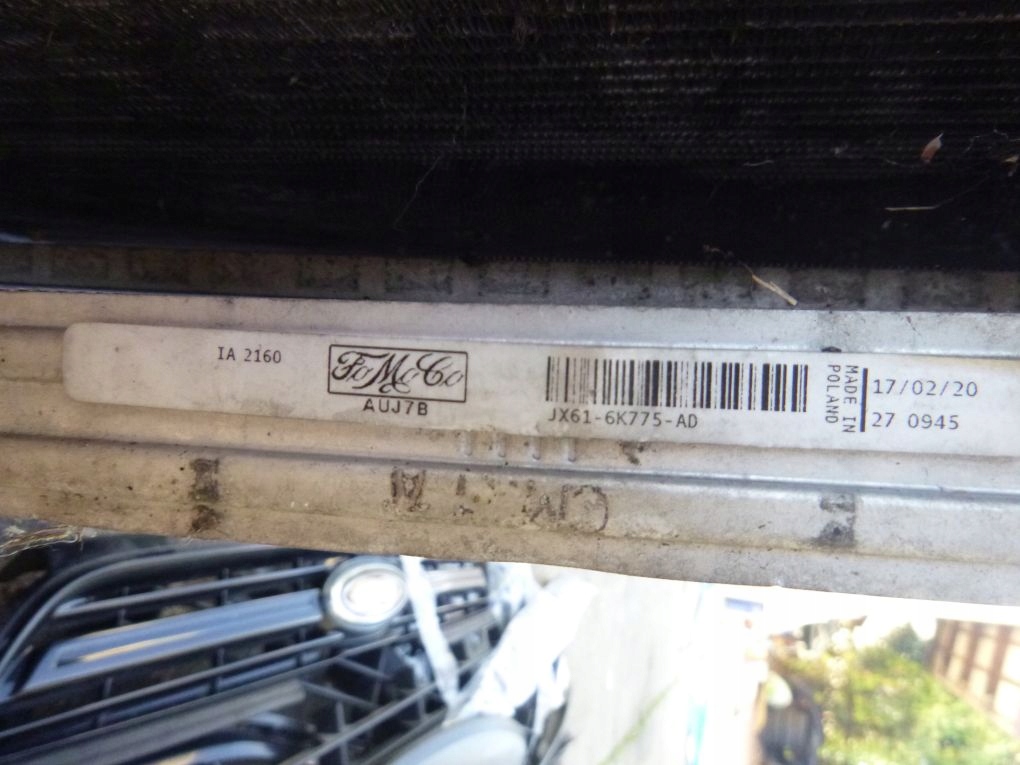 IA 2160
FoMoCo
AUJ7B
JX61-6K775-AD
MADE IN
POLAND
17/02/20
27 0945